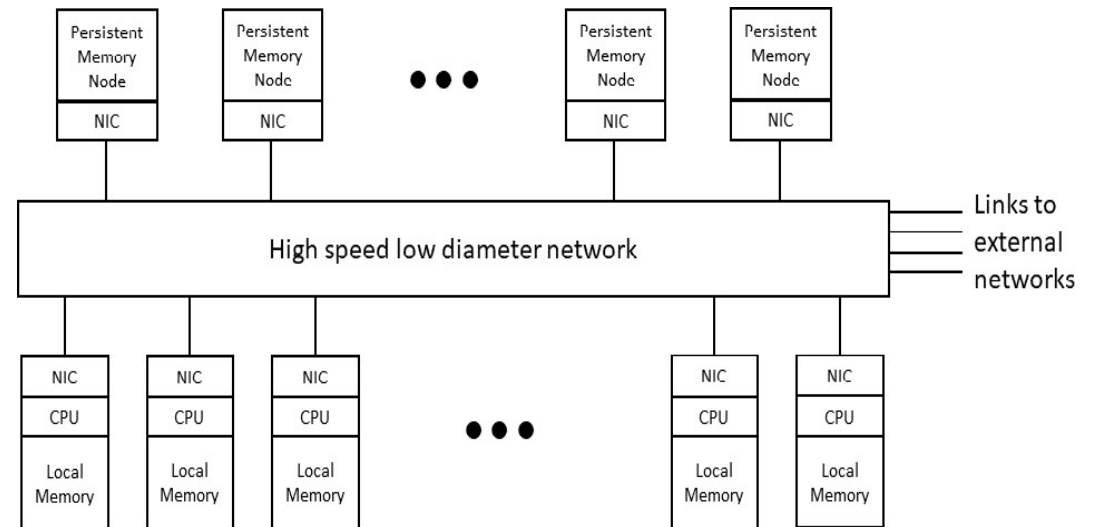 Persistent
Memory
Node
NIC
Persistent
Memory
Node
NIC
Persistent
Memory
Node
NIC
Persistent
Memory
Node
NIC
High speed low diameter network
Links to
external
networks
NIC
CPU
Local
Memory
NIC
CPU
Local
Memory
NIC
CPU
Local
Memory
NIC
CPU
Local
Memory
NIC
CPU
Local
Memory